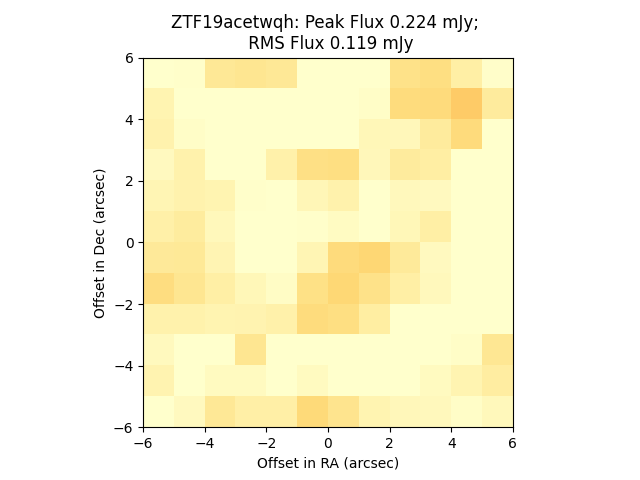 ZTF19acetwqh: Peak Flux 0.224 mJy;
RMS Flux 0.119 mJy
6
4
2
0
−2
−4
−6
Offset in Dec (arcsec)
−6 −4 −2 0 2 4 6
Offset in RA (arcsec)